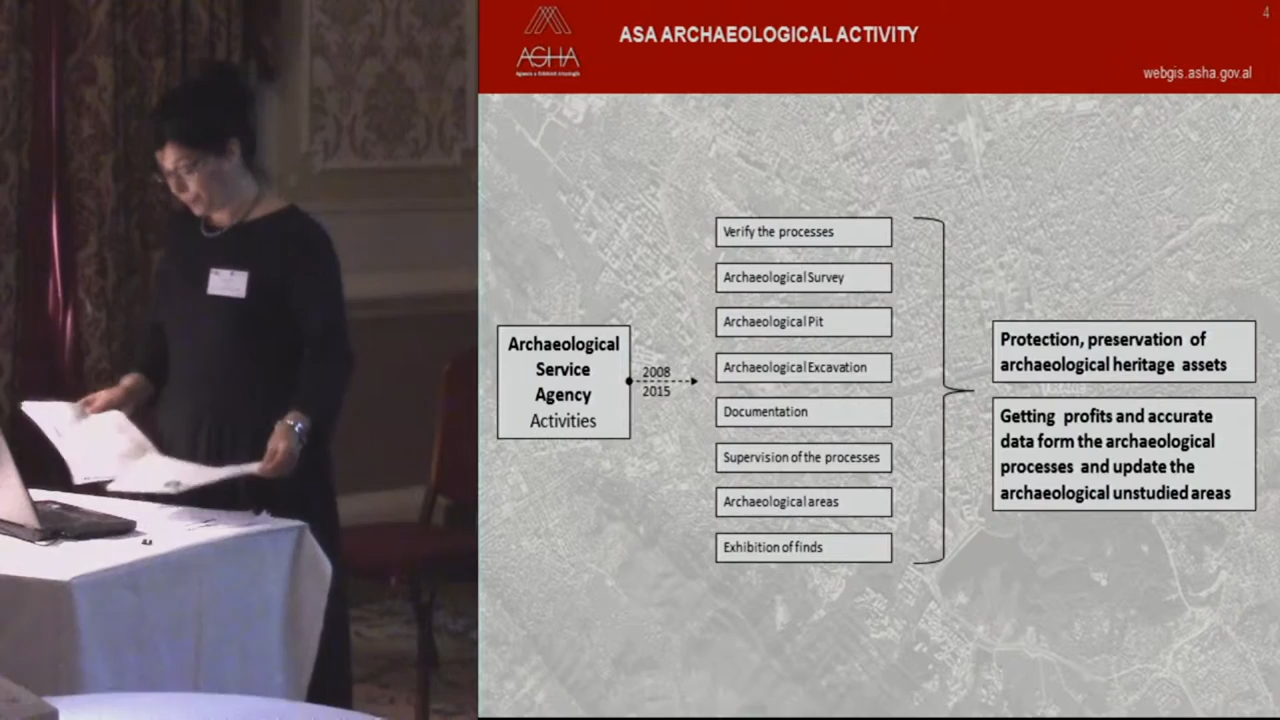 4
ASA ARCHAEOLOGICAL ACTIVITY
AGHA
webgis.asha.gov.al
Verify the processes
Archaeological Survey
Archaeological Pit
Archaeological Excavation
Documentation
Supervision of the processes
Archaeological areas
Exhibition of finds
Archaeological
Service
Agency
Activities
2008
2015
Protection, preservation of
archaeological heritage assets
Getting profits and accurate
data form the archaeological
processes and update the
archaeological unstudied areas